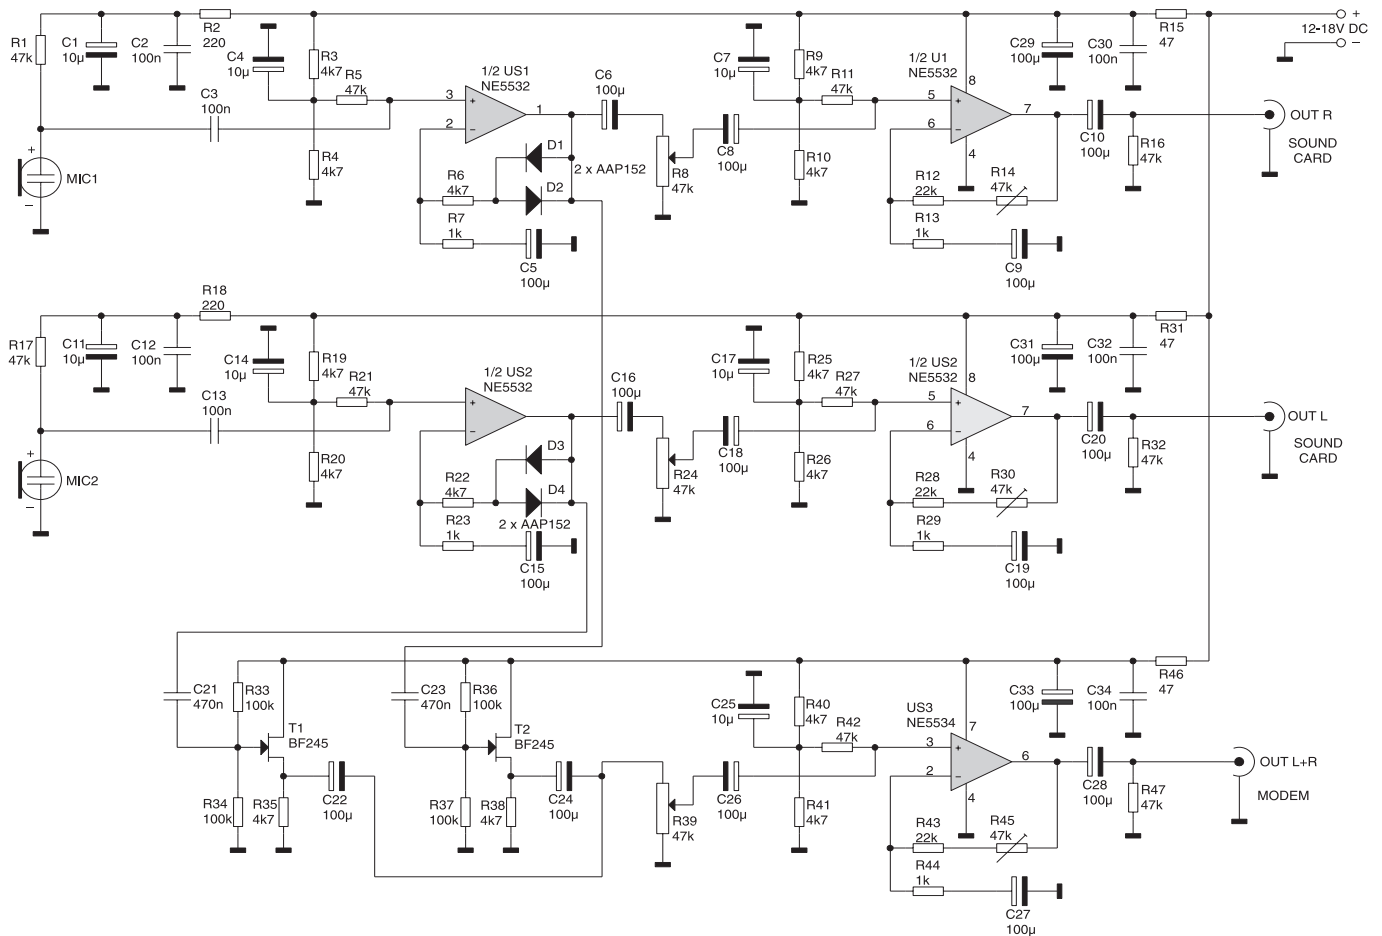 R1
47k
C1
10µ
C2
100n
R2
220
C4
10µ
R3
4k7
R5
47k
C3
100n
R4
4k7
+
MIC1
−
1/2 US1
NE5532
3
+
2
−
1
C6
100µ
D1
2 x AAP152
D2
R6
4k7
R7
1k
C5
100µ
R8
47k
C7
10µ
R9
4k7
R11
47k
C8
100µ
R10
4k7
1/2 U1
NE5532
8
5
+
6
−
7
4
R12
22k
R14
47k
R13
1k
C9
100µ
C29
100µ
C30
100n
R15
47
C10
100µ
R16
47k
+
12-18V DC
−
OUT R
SOUND
CARD
R18
220
R17
47k
C11
10µ
C12
100n
C14
10µ
R19
4k7
R21
47k
C13
100n
R20
4k7
+
MIC2
−
1/2 US2
NE5532
+
−
C16
100µ
D3
D4
2 x AAP152
R22
4k7
R23
1k
C15
100µ
R24
47k
C17
10µ
R25
4k7
R27
47k
C18
100µ
R26
4k7
1/2 US2
NE5532
8
5
+
6
−
7
4
R28
22k
R30
47k
R29
1k
C19
100µ
C31
100µ
C32
100n
R31
47
C20
100µ
R32
47k
OUT L
SOUND
CARD
C21
470n
R33
100k
T1
BF245
R34
100k
R35
4k7
C22
100µ
C23
470n
R36
100k
T2
BF245
R37
100k
R38
4k7
C24
100µ
R39
47k
C25
10µ
R40
4k7
R42
47k
C26
100µ
R41
4k7
US3
NE5534
7
3
+
2
−
6
4
R43
22k
R45
47k
R44
1k
C27
100µ
C33
100µ
C34
100n
R46
47
C28
100µ
R47
47k
OUT L+R
MODEM